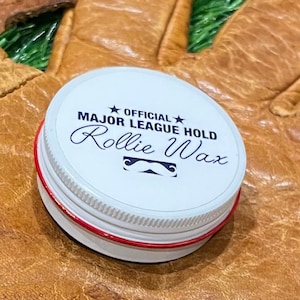 ★ OFFICIAL ★
MAJOR LEAGUE HOLD
Rollie Wax